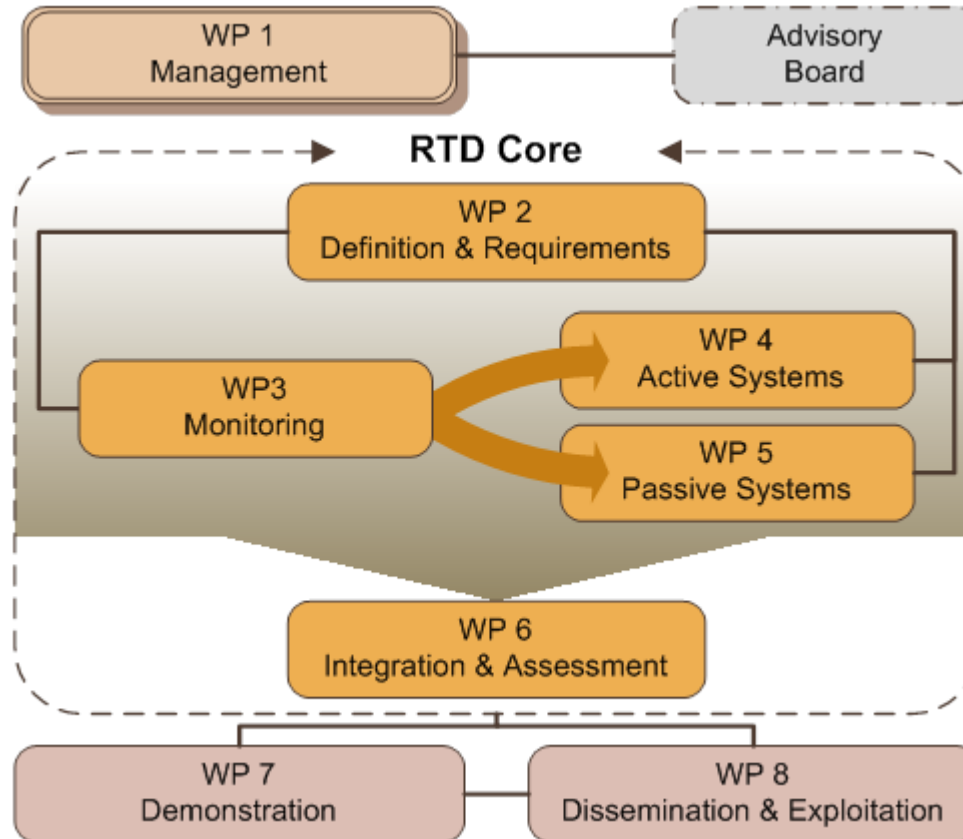 WP 1
Management
Advisory
Board
RTD Core
WP 2
Definition & Requirements
WP 4
Active Systems
WP3
Monitoring
WP 5
Passive Systems
WP 6
Integration & Assessment
WP 7
Demonstration
WP 8
Dissemination & Exploitation